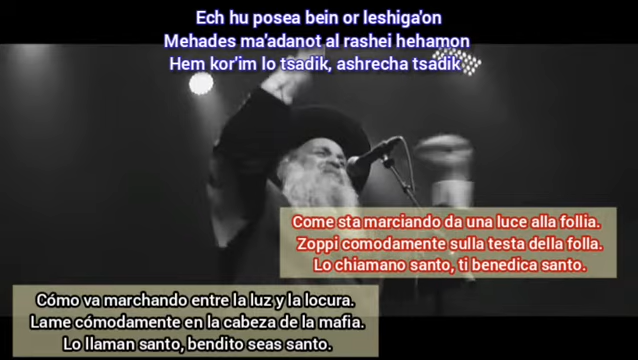 Ech hu posea bein or leshiga'on
Mehades ma'adanot al rashei hehamon
Hem kor'im lo tsadik, ashrecha tsadik
Come sta marciando da una luce alla follia.
Zoppi comodamente sulla testa della folla.
Lo chiamano santo, ti benedica santo.
Cómo va marchando entre la luz y la locura.
Lame cómodamente en la cabeza de la mafia.
Lo llaman santo, bendito seas santo.